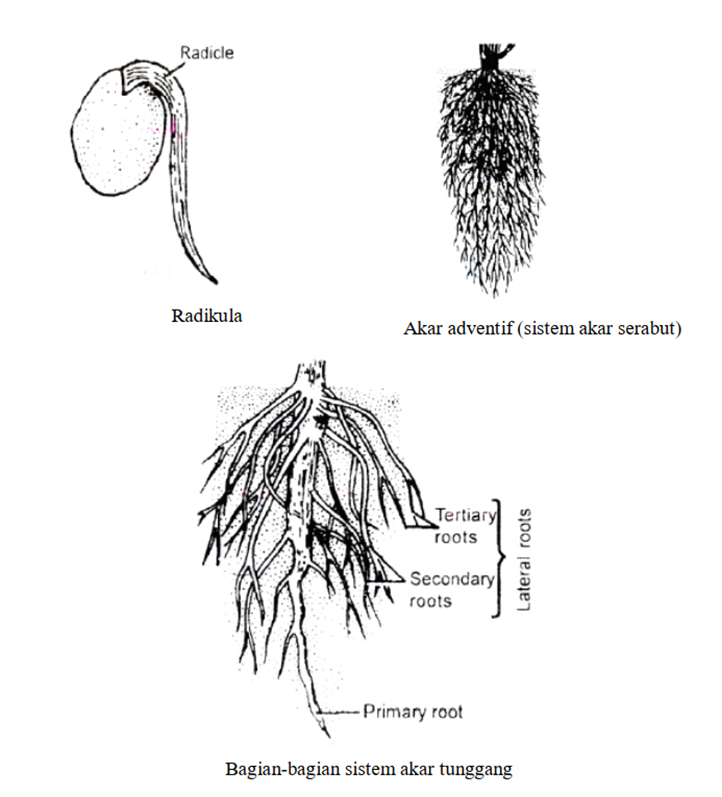 Radicle
Radikula
Akar adventif (sistem akar serabut)
Tertiary
roots
Secondary
roots
Lateral roots
Primary root
Bagian-bagian sistem akar tunggang